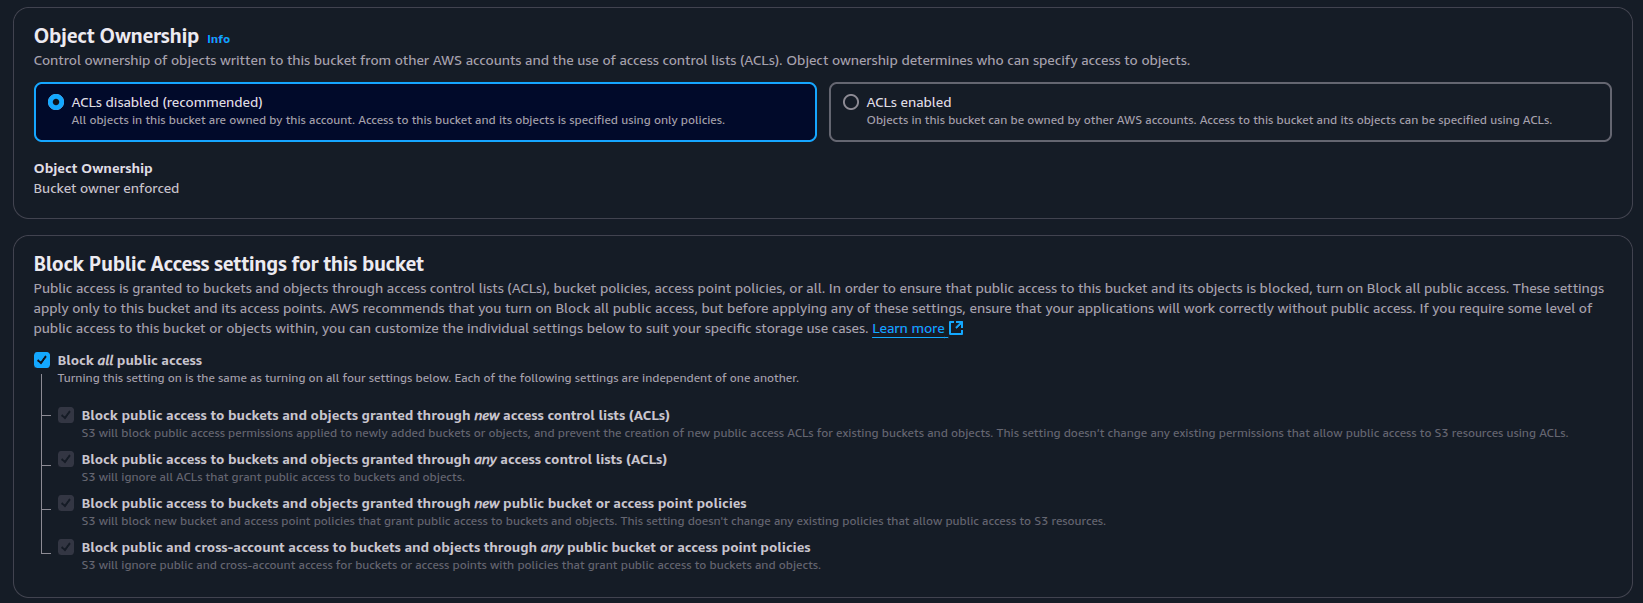 Object Ownership Info
Control ownership of objects written to this bucket from other AWS accounts and the use of access control lists (ACLs). Object ownership determines who can specify access to objects.
ACLs disabled (recommended)
All objects in this bucket are owned by this account. Access to this bucket and its objects is specified using only policies.
ACLs enabled
Objects in this bucket can be owned by other AWS accounts. Access to this bucket and its objects can be specified using ACLs.
Object Ownership
Bucket owner enforced
Block Public Access settings for this bucket
Public access is granted to buckets and objects through access control lists (ACLs), bucket policies, access point policies, or all. In order to ensure that public access to this bucket and its objects is blocked, turn on Block all public access. These settings
apply only to this bucket and its access points. AWS recommends that you turn on Block all public access, but before applying any of these settings, ensure that your applications will work correctly without public access. If you require some level of
public access to this bucket or objects within, you can customize the individual settings below to suit your specific storage use cases. Learn more
Block all public access
Turning this setting on is the same as turning on all four settings below. Each of the following settings are independent of one another.
Block public access to buckets and objects granted through new access control lists (ACLs)
S3 will block public access permissions applied to newly added buckets or objects, and prevent the creation of new public access ACLs for existing buckets and objects. This setting doesn't change any existing permissions that allow public access to S3 resources using ACLs.
Block public access to buckets and objects granted through any access control lists (ACLs)
S3 will ignore all ACLs that grant public access to buckets and objects.
Block public access to buckets and objects granted through new public bucket or access point policies
S3 will block new bucket and access point policies that grant public access to buckets and objects. This setting doesn't change any existing policies that allow public access to S3 resources.
Block public and cross-account access to buckets and objects through any public bucket or access point policies
S3 will ignore public and cross-account access for buckets or access points with policies that grant public access to buckets and objects.